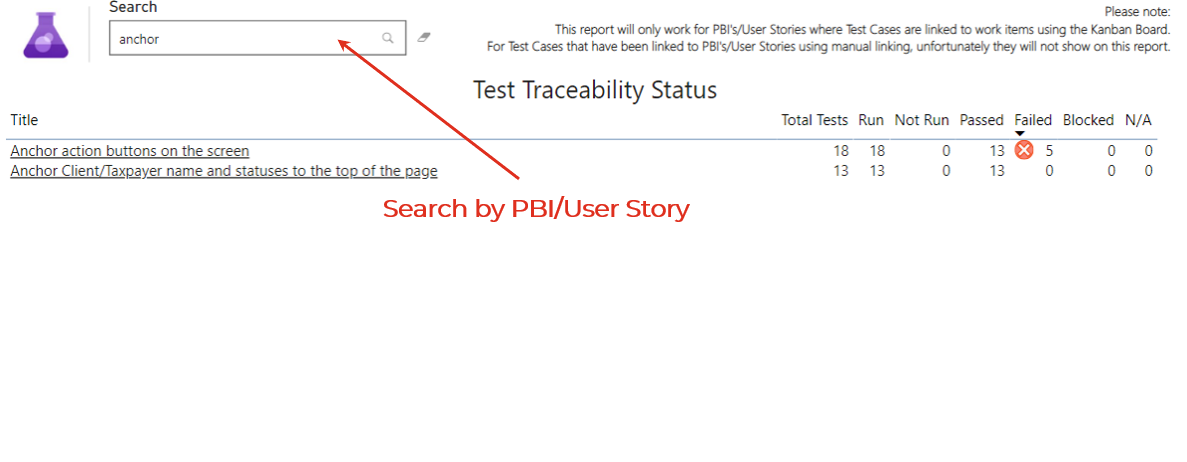 Search
anchor
Please note:
This report will only work for PBI's/User Stories where Test Cases are linked to work items using the Kanban Board.
For Test Cases that have been linked to PBI's/User Stories using manual linking, unfortunately they will not show on this report.
Test Traceability Status
Title Total Tests Run Not Run Passed Failed Blocked N/A
Anchor action buttons on the screen 18 18 0 13 5 0 0
Anchor Client/Taxpayer name and statuses to the top of the page 13 13 0 13 0 0 0
Search by PBI/User Story